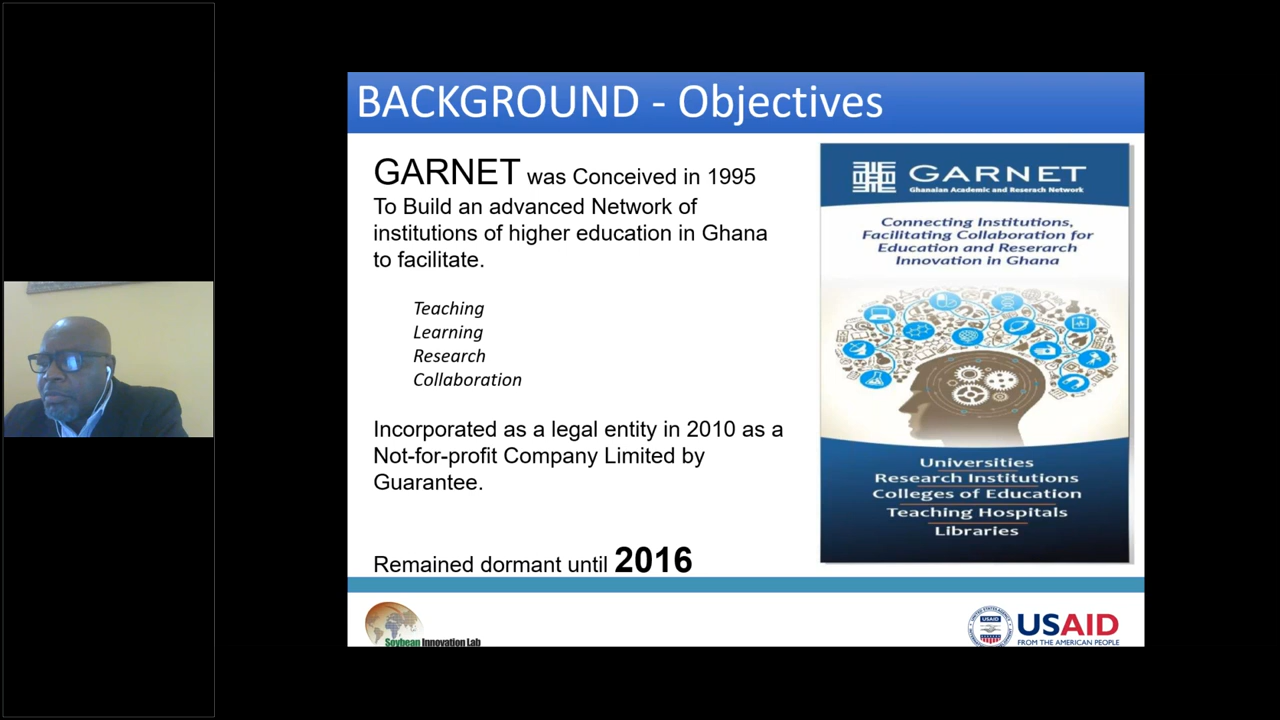 BACKGROUND - Objectives
GARNET was Conceived in 1995
To Build an advanced Network of
institutions of higher education in Ghana
to facilitate.
Teaching
Learning
Research
Collaboration
Incorporated as a legal entity in 2010 as a
Not-for-profit Company Limited by
Guarantee.
Remained dormant until 2016
GARNET
Ghanaian Academic and Reserach Network
Connecting Institutions,
Facilitating Collaboration for
Education and Reserarch
Innovation in Ghana
Universities
Research Institutions
Colleges of Education
Teaching Hospitals
Libraries
Soybean Innovation Lab
USAID
USAID
FROM THE AMERICAN PEOPLE